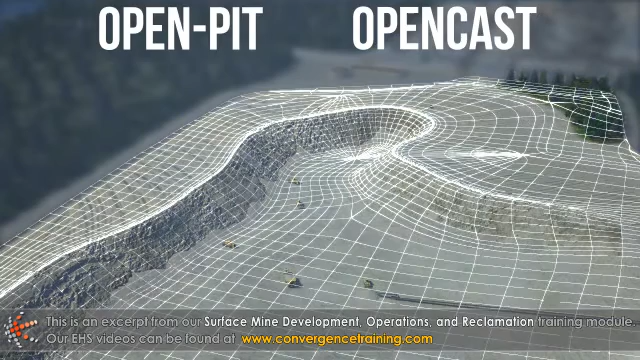 OPEN-PIT OPENCAST
This is an excerpt from our Surface Mine Development, Operations, and Reclamation training module.
Our EHS videos can be found at www.convergencetraining.com